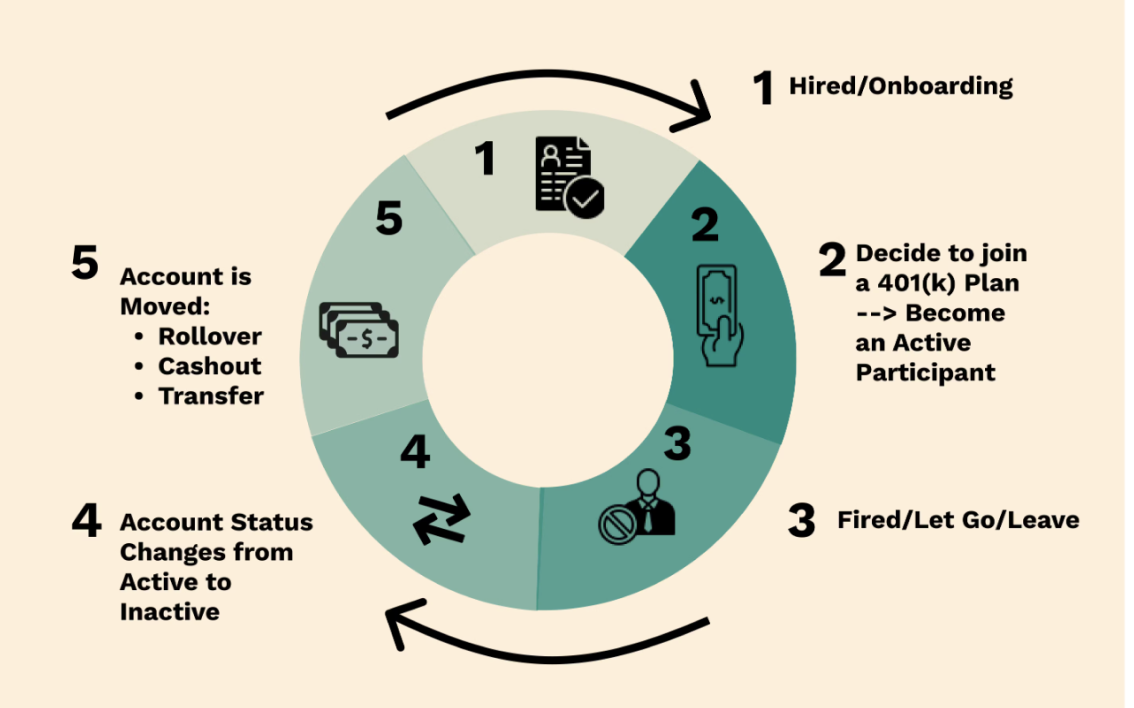 1 Hired/Onboarding
1
2
5
2 Decide to join
a 401(k) Plan
--> Become
an Active
Participant
5 Account is
Moved:
• Rollover
• Cashout
• Transfer
-$-
$
4
3
4 Account Status
Changes from
Active to
Inactive
3 Fired/Let Go/Leave